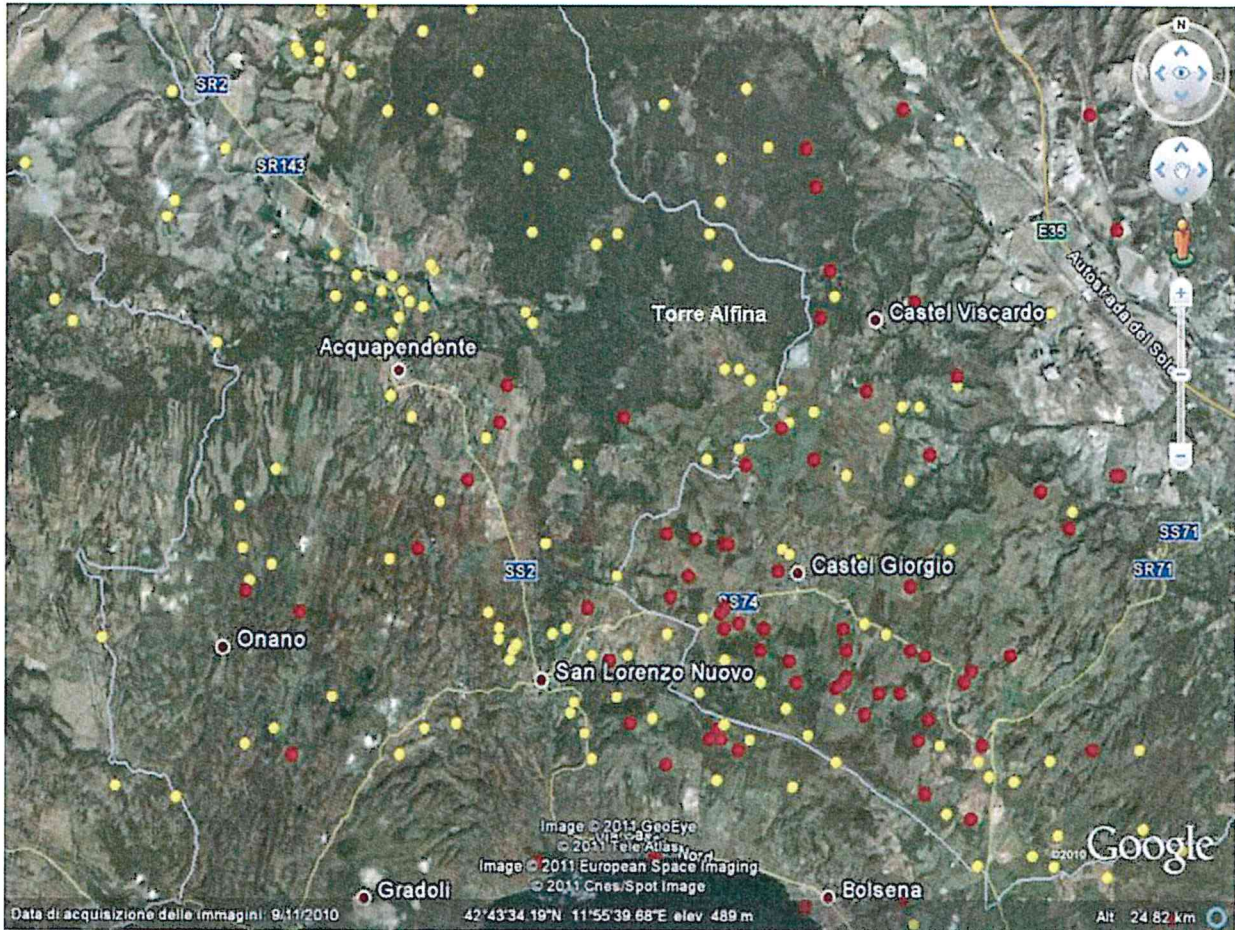 N
SR2
SR143
E35
Autostrada del Sole
Torre Alfina
Castel Viscardo
Acquapendente
SS71
SS2
Castel Giorgio
SR71
SS74
Onano
San Lorenzo Nuovo
Image © 2011 GeoEye
© 2011 Tele Atlas
Nord
Image © 2011 European Space Imaging
©2010 Google
© 2011 Cnes/Spot Image
Gradoli
Bolsena
Data di acquisizione delle immagini: 9/11/2010
42°43'34.19"N 11°55'39.68"E elev 489 m
Alt 24.82 km